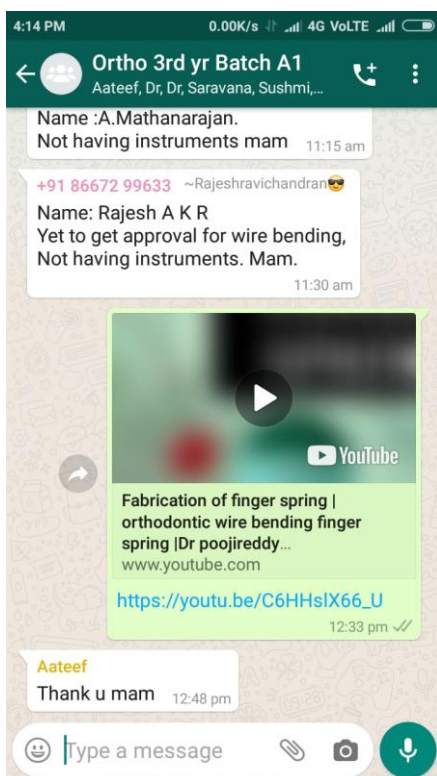 4:14 PM 0.00K/s 4G VoLTE
Ortho 3rd yr Batch A1
Aateef, Dr, Dr, Saravana, Sushmi,...
Name :A.Mathanarajan.
Not having instruments mam 11:15 am
+91 86672 99633 ~Rajeshravichandran😎
Name: Rajesh A K R
Yet to get approval for wire bending,
Not having instruments. Mam.
11:30 am
YouTube
Fabrication of finger spring |
orthodontic wire bending finger
spring |Dr poojireddy...
www.youtube.com
https://youtu.be/C6HHslX66_U
12:33 pm
Aateef
Thank u mam 12:48 pm
Type a message